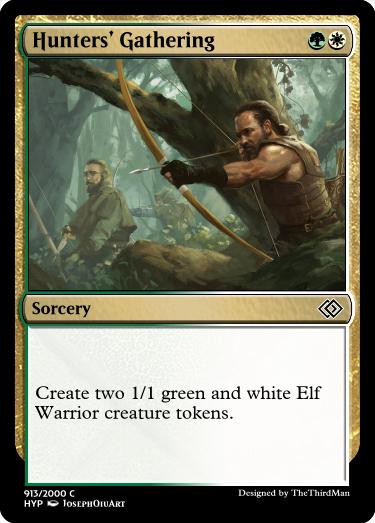 Hunters' Gathering
Sorcery
Create two 1/1 green and white Elf
Warrior creature tokens.
913/2000 C
Designed by TheThirdMan
HYP JosephQiuArt